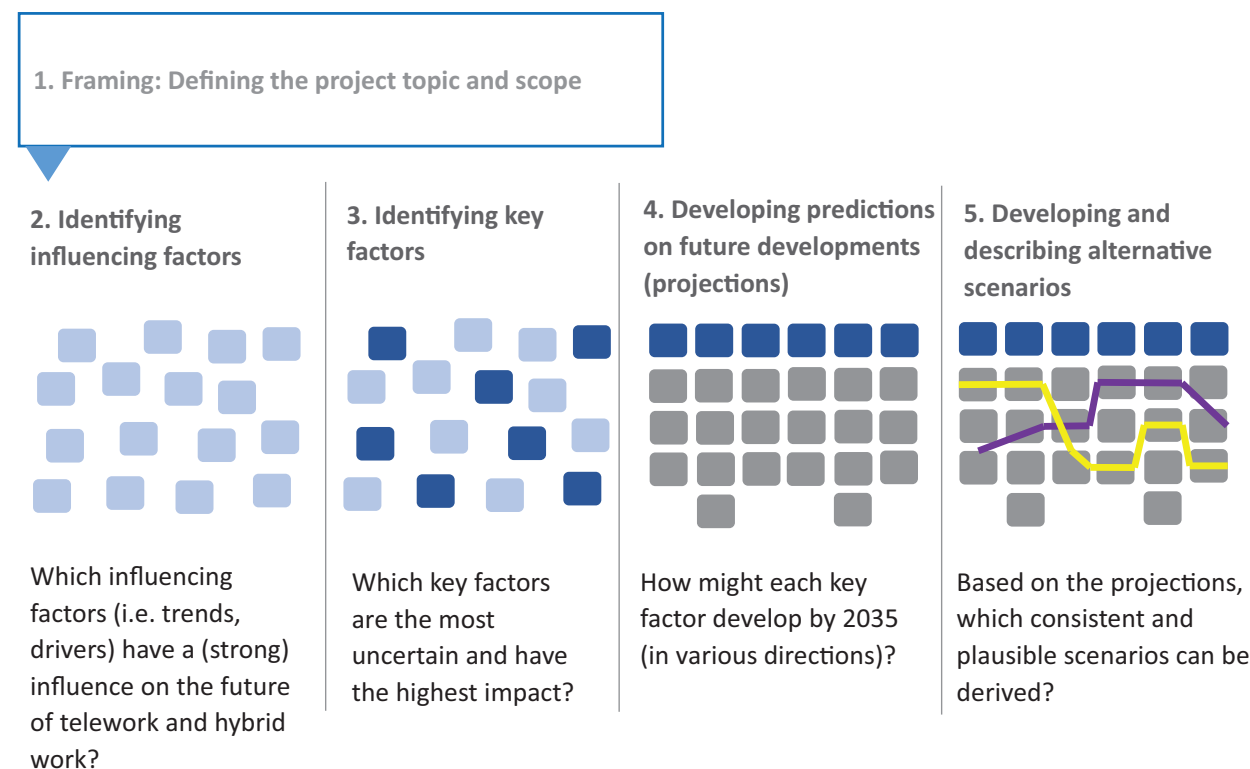 1. Framing: Defining the project topic and scope
2. Identifying
influencing factors
3. Identifying key
factors
4. Developing predictions
on future developments
(projections)
5. Developing and
describing alternative
scenarios
Which influencing
factors (i.e. trends,
drivers) have a (strong)
influence on the future
of telework and hybrid
work?
Which key factors
are the most
uncertain and have
the highest impact?
How might each key
factor develop by 2035
(in various directions)?
Based on the projections,
which consistent and
plausible scenarios can be
derived?